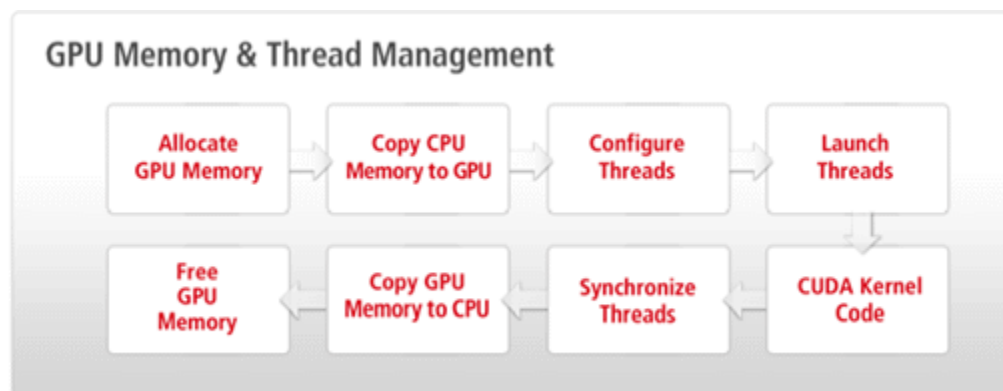 GPU Memory & Thread Management
Allocate
GPU Memory
Copy CPU
Memory to GPU
Configure
Threads
Launch
Threads
CUDA Kernel
Code
Synchronize
Threads
Copy GPU
Memory to CPU
Free
GPU
Memory